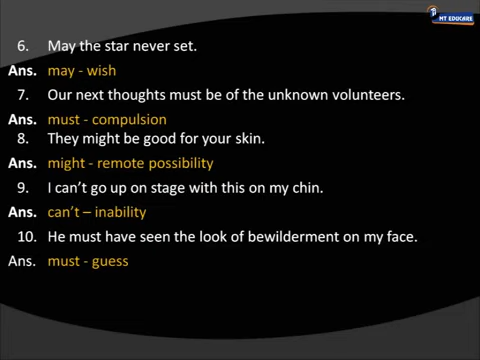 MT EDUCARE
6. May the star never set.
Ans. may - wish
7. Our next thoughts must be of the unknown volunteers.
Ans. must - compulsion
8. They might be good for your skin.
Ans. might - remote possibility
9. I can't go up on stage with this on my chin.
Ans. can't – inability
10. He must have seen the look of bewilderment on my face.
Ans. must - guess